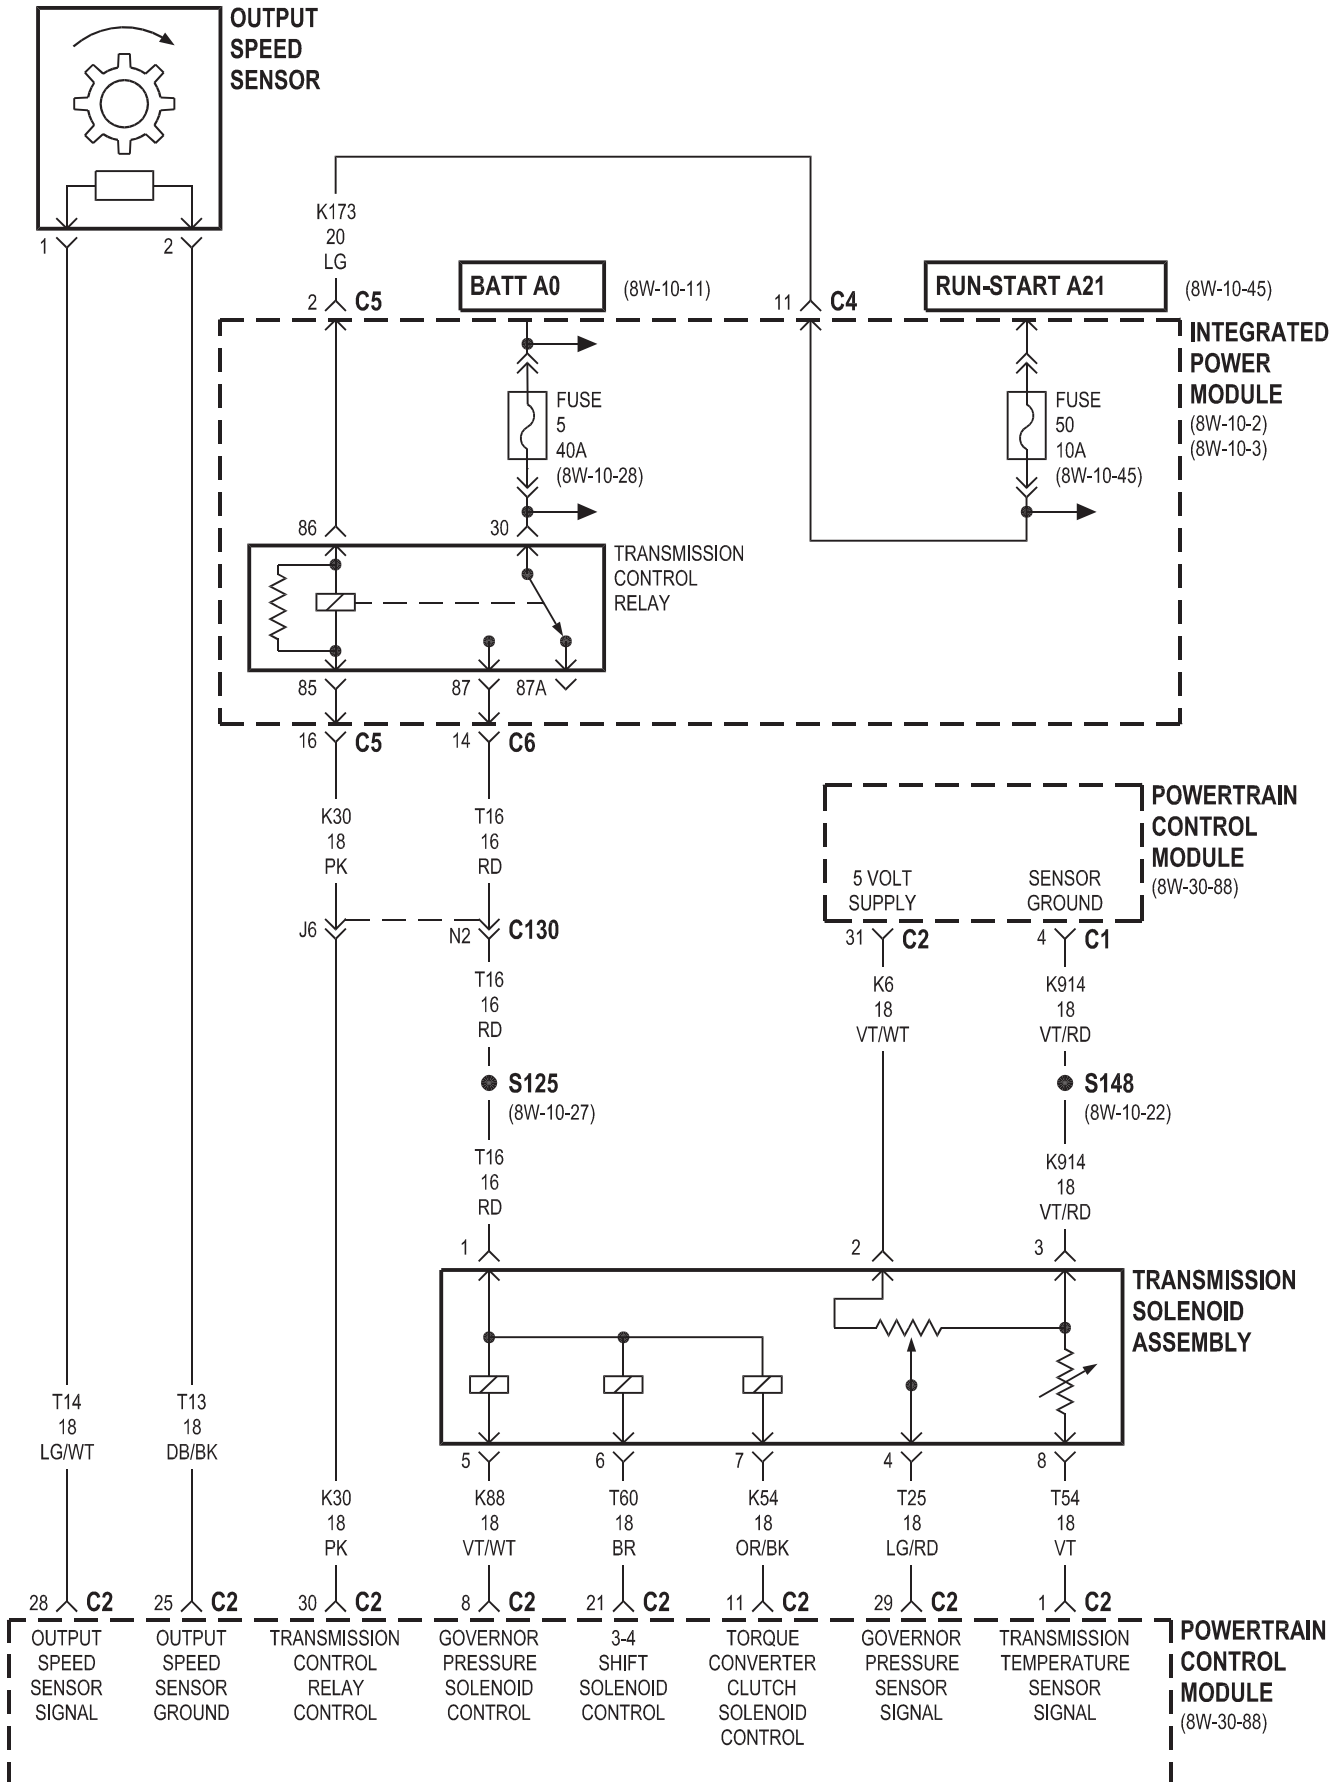 OUTPUT
SPEED
SENSOR
1
2
K173
20
LG
2
C5
BATT A0
(8W-10-11)
11
C4
RUN-START A21
(8W-10-45)
INTEGRATED
POWER
MODULE
(8W-10-2)
(8W-10-3)
FUSE
5
40A
(8W-10-28)
FUSE
50
10A
(8W-10-45)
86
30
TRANSMISSION
CONTROL
RELAY
85
87
87A
16
C5
14
C6
K30
18
PK
T16
16
RD
POWERTRAIN
CONTROL
MODULE
(8W-30-88)
5 VOLT
SUPPLY
SENSOR
GROUND
J6
N2
C130
31
C2
4
C1
T16
16
RD
K6
18
VT/WT
K914
18
VT/RD
S125
(8W-10-27)
S148
(8W-10-22)
T16
16
RD
K914
18
VT/RD
1
2
3
TRANSMISSION
SOLENOID
ASSEMBLY
T14
18
LG/WT
T13
18
DB/BK
5
6
7
4
8
K30
18
PK
K88
18
VT/WT
T60
18
BR
K54
18
OR/BK
T25
18
LG/RD
T54
18
VT
28
C2
25
C2
30
C2
8
C2
21
C2
11
C2
29
C2
1
C2
OUTPUT
SPEED
SENSOR
SIGNAL
OUTPUT
SPEED
SENSOR
GROUND
TRANSMISSION
CONTROL
RELAY
CONTROL
GOVERNOR
PRESSURE
SOLENOID
CONTROL
3-4
SHIFT
SOLENOID
CONTROL
TORQUE
CONVERTER
CLUTCH
SOLENOID
CONTROL
GOVERNOR
PRESSURE
SENSOR
SIGNAL
TRANSMISSION
TEMPERATURE
SENSOR
SIGNAL
POWERTRAIN
CONTROL
MODULE
(8W-30-88)